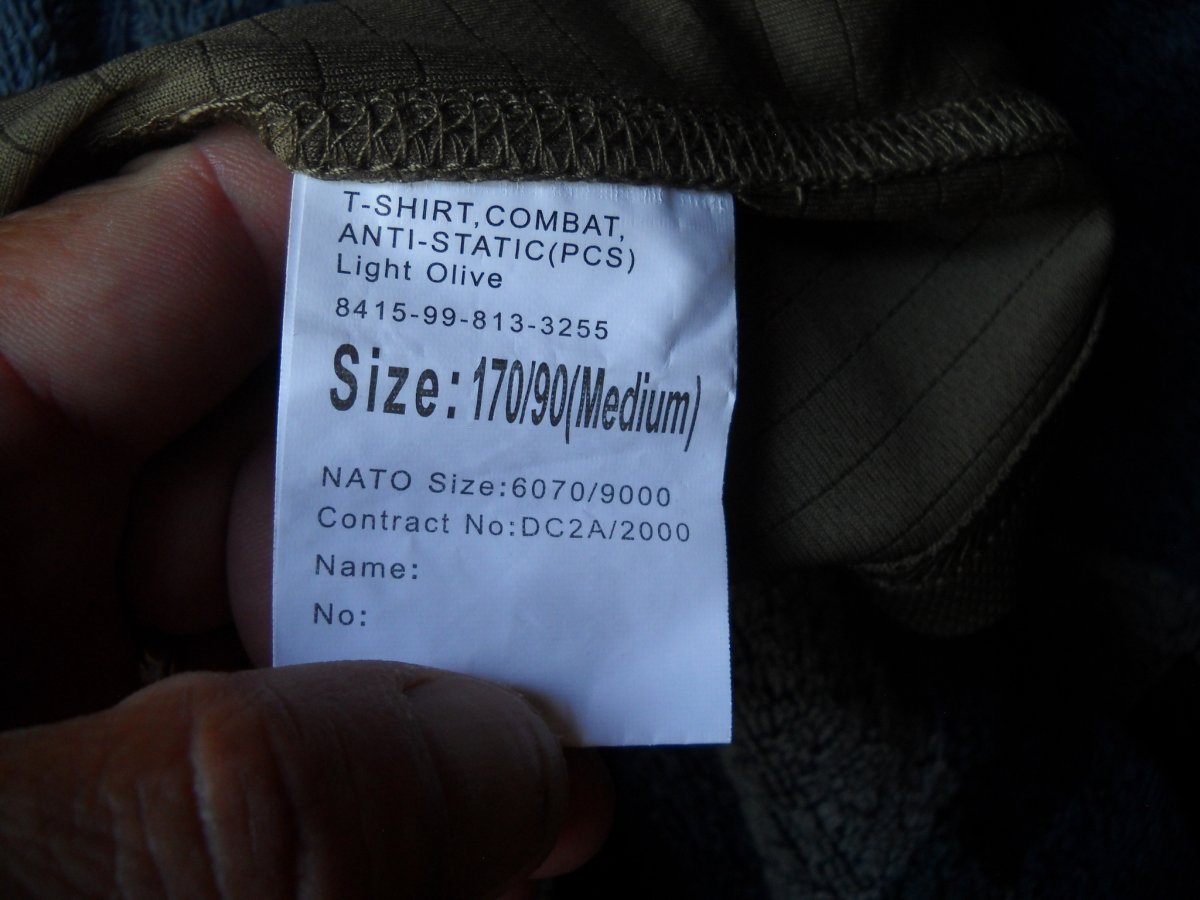 T-SHIRT,COMBAT,
ANTI-STATIC(PCS)
Light Olive
8415-99-813-3255
Size:170/90(Medium)
NATO Size:6070/9000
Contract No:DC2A/2000
Name:
No: